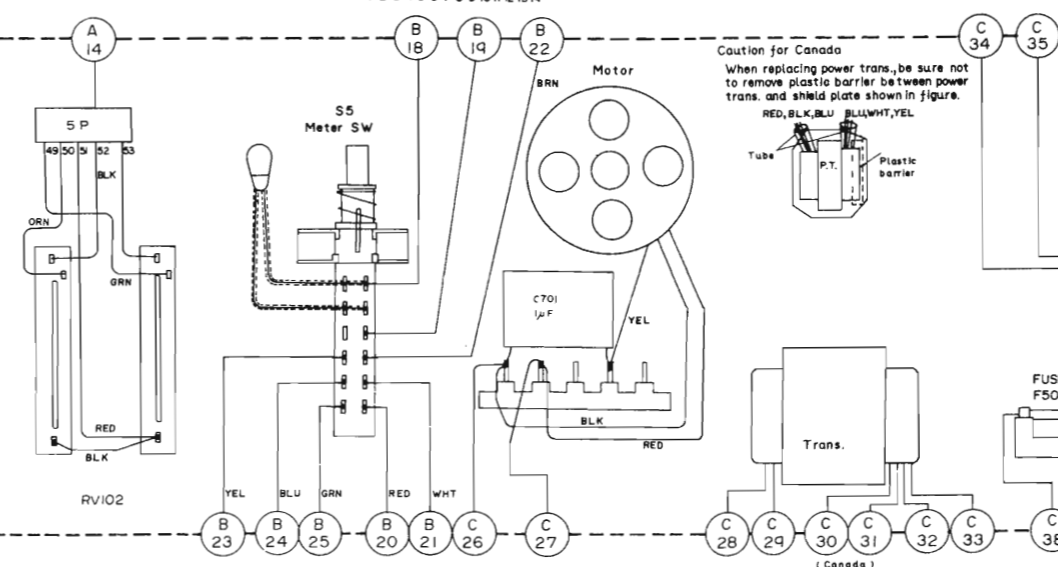 A
14
B
18
B
19
B
22
C
34
C
35
BRN
Motor
Caution for Canada
When replacing power trans., be sure not
to remove plastic barrier between power
trans. and shield plate shown in figure.
RED, BLK, BLU BLU, WHT, YEL
Tube
P.T.
Plastic
barrier
S5
Meter SW
5P
49 50 51 52 53
BLK
ORN
GRN
RED
BLK
RV102
C701
1μF
YEL
BLK
RED
Trans.
FUS
F50
YEL
BLU
GRN
RED
WHT
B
23
B
24
B
25
B
20
B
21
C
26
C
27
C
28
C
29
C
30
C
31
C
32
C
33
C
38
(Canada)